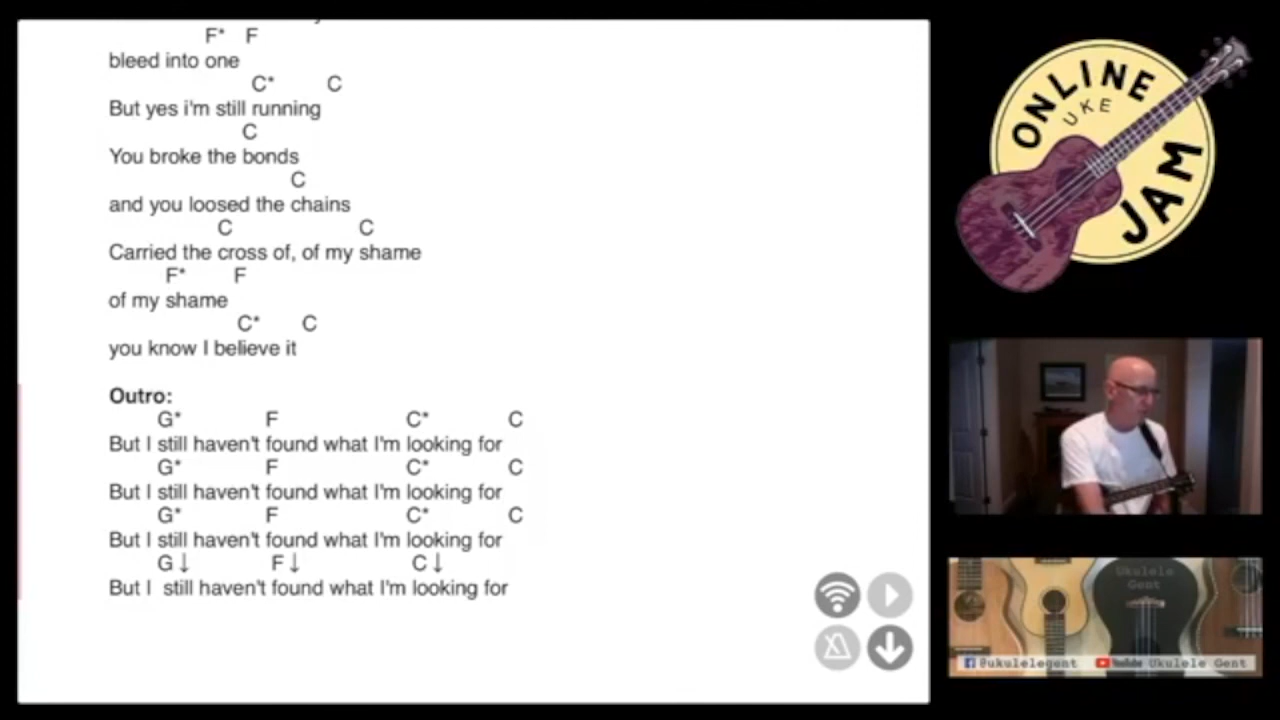 F* F
bleed into one
C* C
But yes i'm still running
C
You broke the bonds
C
and you loosed the chains
C C
Carried the cross of, of my shame
F* F
of my shame
C* C
you know I believe it
Outro:
G* F C* C
But I still haven't found what I'm looking for
G* F C* C
But I still haven't found what I'm looking for
G* F C* C
But I still haven't found what I'm looking for
G↓ F↓ C↓
But I still haven't found what I'm looking for
ONLINE
UKE
JAM
Ukulele
Gent
@ukulelegent YouTube Ukulele Gent